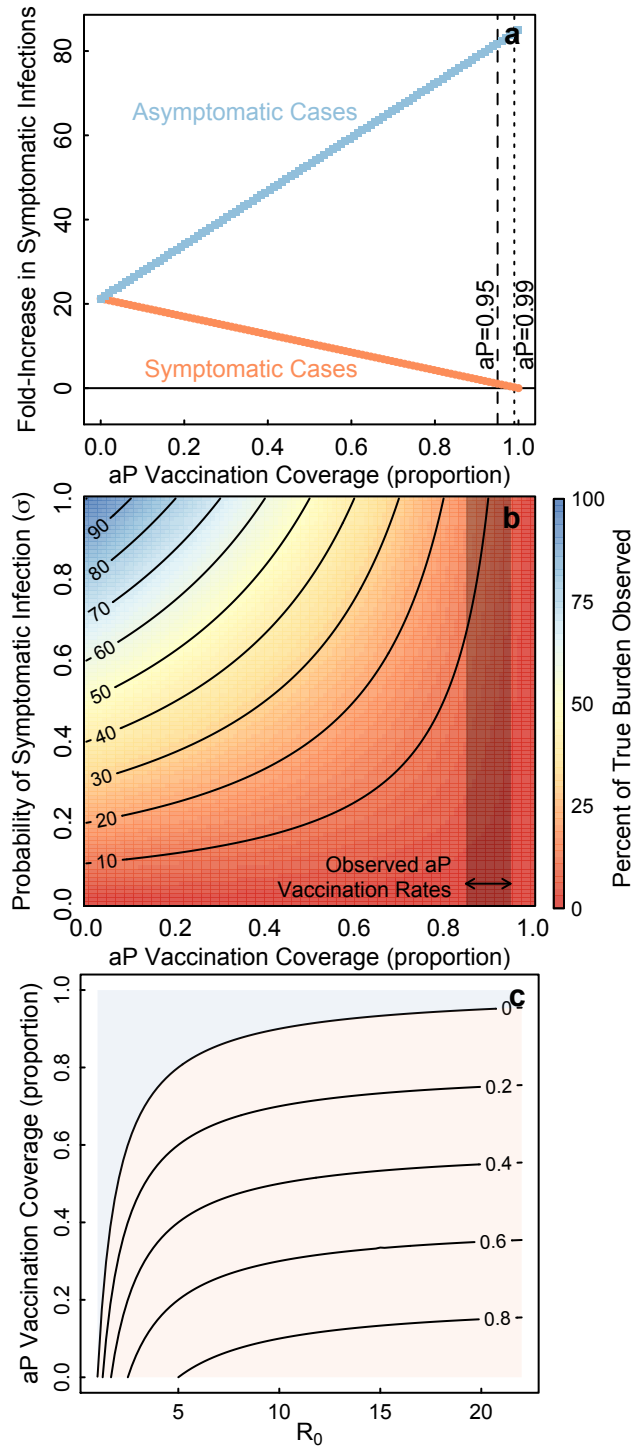 a
Fold-Increase in Symptomatic Infections
80
60
40
20
0
Asymptomatic Cases
Symptomatic Cases
aP=0.95
aP=0.99
0.0 0.2 0.4 0.6 0.8 1.0
aP Vaccination Coverage (proportion)
b
Probability of Symptomatic Infection (σ)
1.0
0.8
0.6
0.4
0.2
0.0
90
80
70
60
50
40
30
20
10
Observed aP
Vaccination Rates
0.0 0.2 0.4 0.6 0.8 1.0
aP Vaccination Coverage (proportion)
100
75
50
25
0
Percent of True Burden Observed
c
aP Vaccination Coverage (proportion)
1.0
0.8
0.6
0.4
0.2
0.0
0
0.2
0.4
0.6
0.8
5 10 15 20
R₀